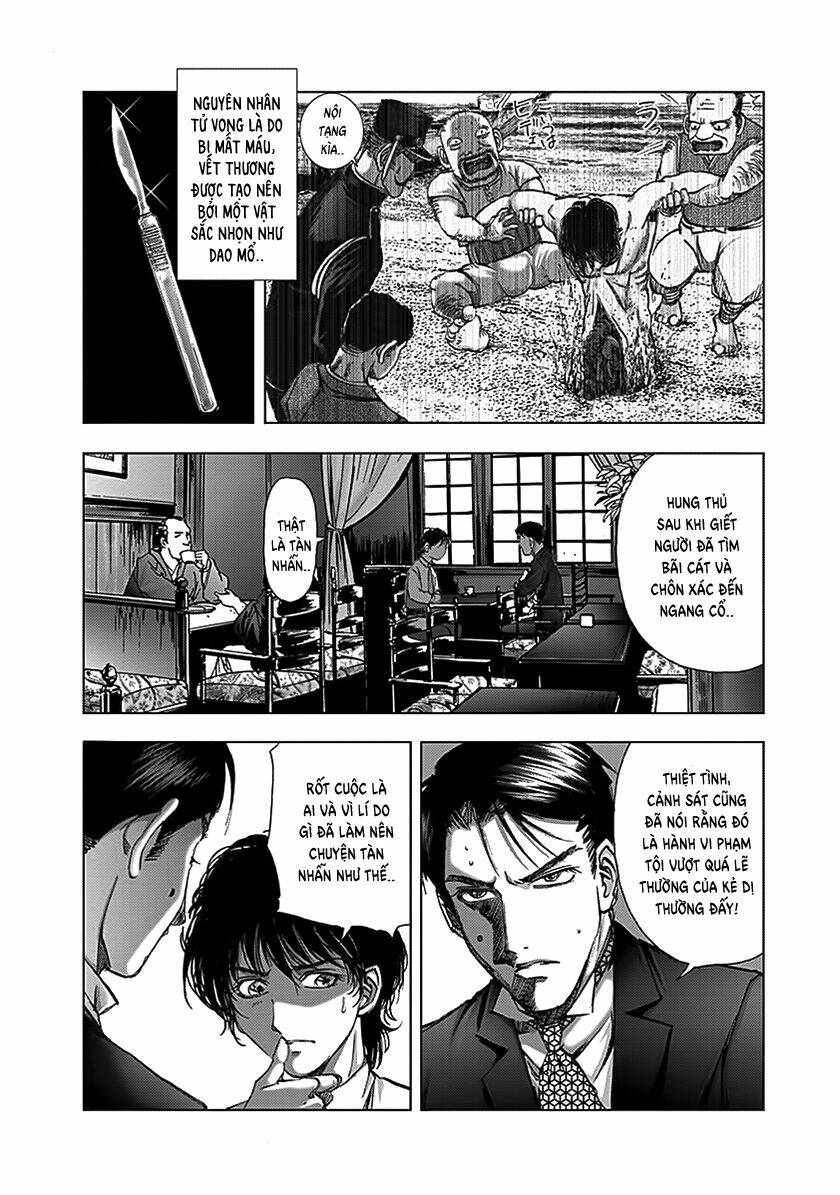 NỘI
TẠNG
KÌA..
NGUYÊN NHÂN
TỬ VONG LÀ DO
BỊ MẤT MÁU,
VẾT THƯƠNG
ĐƯỢC TẠO NÊN
BỞI MỘT VẬT
SẮC NHỌN NHƯ
DAO MỔ..
HUNG THỦ
SAU KHI GIẾT
NGƯỜI ĐÃ TÌM
BÃI CÁT VÀ
CHÔN XÁC ĐẾN
NGANG CỔ..
THẬT
LÀ TÀN
NHẪN..
THIỆT TÌNH,
CẢNH SÁT CŨNG
ĐÃ NÓI RẰNG ĐÓ
LÀ HÀNH VI PHẠM
TỘI VƯỢT QUÁ LẼ
THƯỜNG CỦA KẺ DỊ
THƯỜNG ĐẤY!
RỐT CUỘC LÀ
AI VÀ VÌ LÍ DO
GÌ ĐÃ LÀM NÊN
CHUYỆN TÀN
NHẪN NHƯ THẾ..